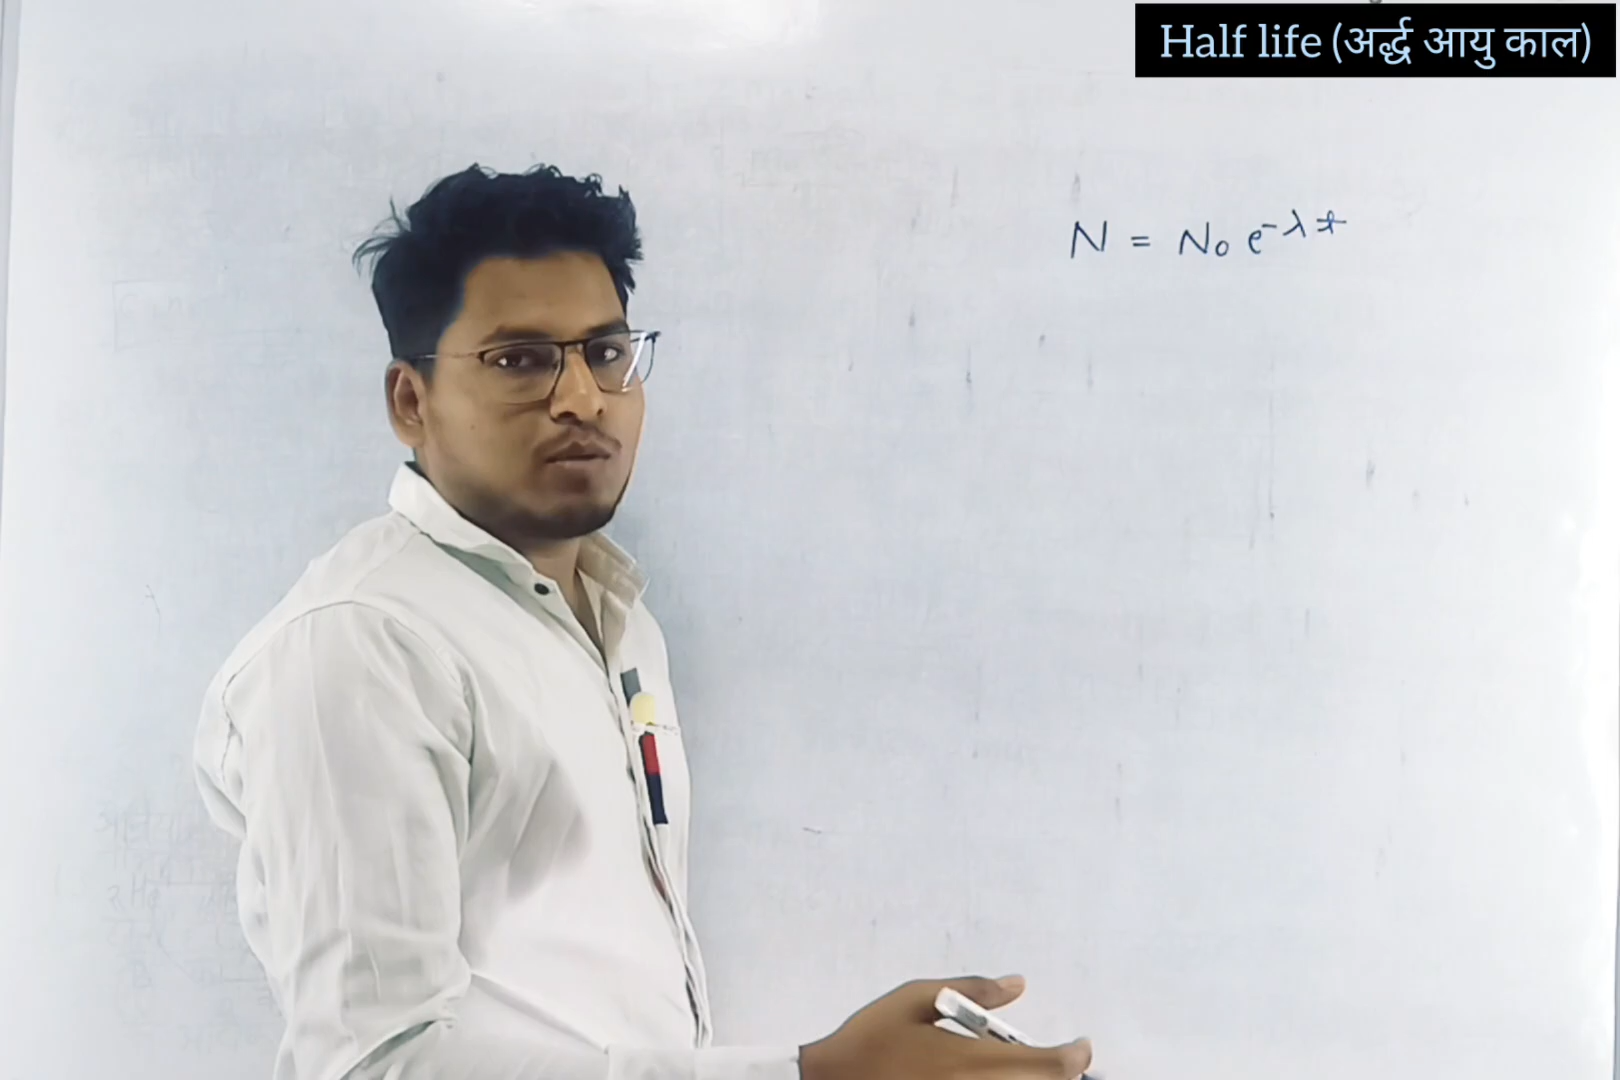 Half life (अर्द्ध आयु काल)
N = N₀ e^-λt